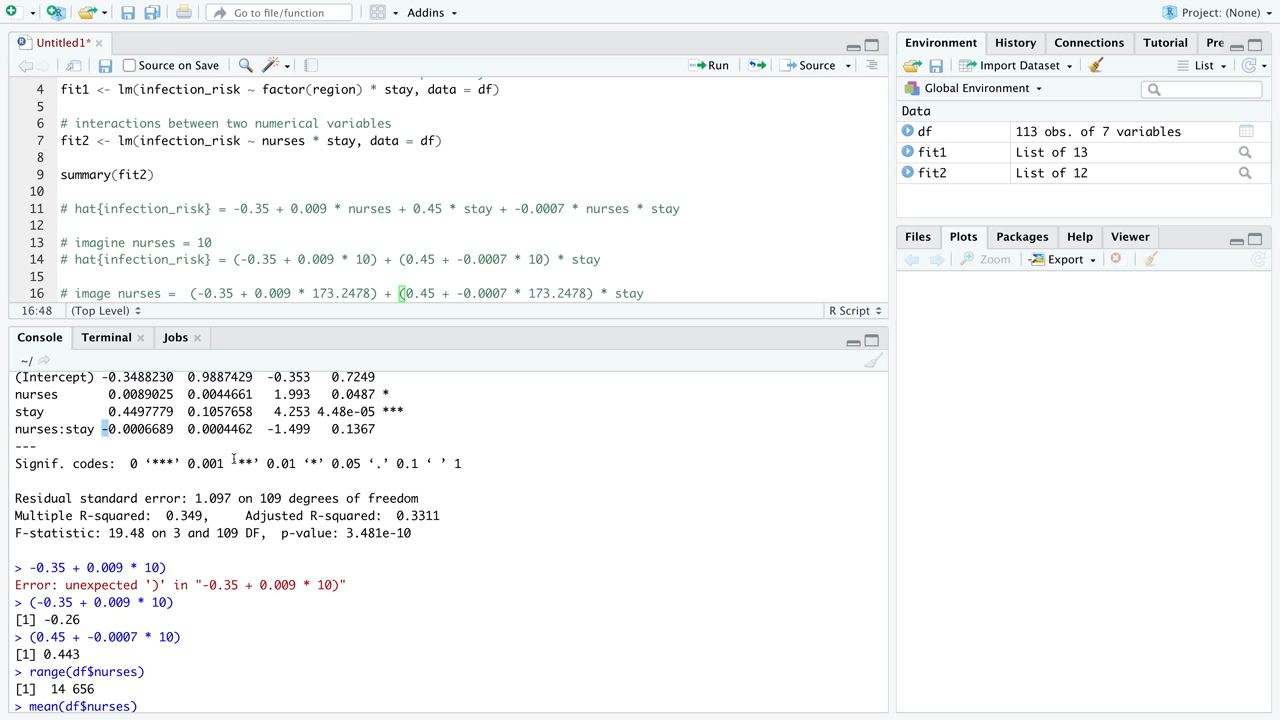 Go to file/function
Addins
Project: (None)
Untitled1*
Source on Save
Run
Source
4 fit1 <- lm(infection_risk ~ factor(region) * stay, data = df)
5
6 # interactions between two numerical variables
7 fit2 <- lm(infection_risk ~ nurses * stay, data = df)
8
9 summary(fit2)
10
11 # hat{infection_risk} = -0.35 + 0.009 * nurses + 0.45 * stay + -0.0007 * nurses * stay
12
13 # imagine nurses = 10
14 # hat{infection_risk} = (-0.35 + 0.009 * 10) + (0.45 + -0.0007 * 10) * stay
15
16 # image nurses =  (-0.35 + 0.009 * 173.2478) + (0.45 + -0.0007 * 173.2478) * stay
16:48 (Top Level) R Script
Console Terminal Jobs
~/
(Intercept) -0.3488230 0.9887429 -0.353 0.7249
nurses 0.0089025 0.0044661 1.993 0.0487 *
stay 0.4497779 0.1057658 4.253 4.48e-05 ***
nurses:stay -0.0006689 0.0004462 -1.499 0.1367
---
Signif. codes: 0 ‘***’ 0.001 ‘**’ 0.01 ‘*’ 0.05 ‘.’ 0.1 ‘ ’ 1
Residual standard error: 1.097 on 109 degrees of freedom
Multiple R-squared: 0.349, Adjusted R-squared: 0.3311
F-statistic: 19.48 on 3 and 109 DF, p-value: 3.481e-10
> -0.35 + 0.009 * 10)
Error: unexpected ')' in "-0.35 + 0.009 * 10)"
> (-0.35 + 0.009 * 10)
[1] -0.26
> (0.45 + -0.0007 * 10)
[1] 0.443
> range(df$nurses)
[1] 14 656
> mean(df$nurses)
Environment History Connections Tutorial Pre
Import Dataset List
Global Environment
Data
df 113 obs. of 7 variables
fit1 List of 13
fit2 List of 12
Files Plots Packages Help Viewer
Zoom Export